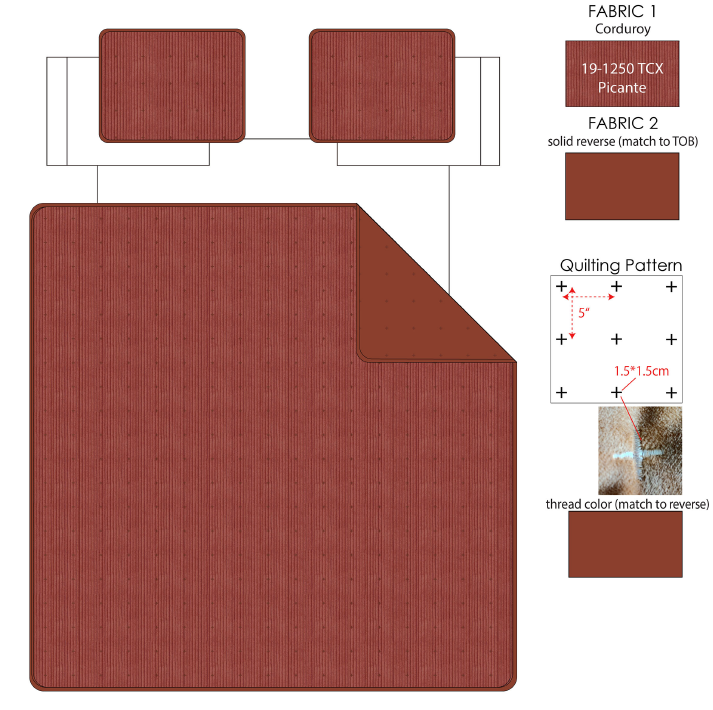 FABRIC 1
Corduroy
19-1250 TCX
Picante
FABRIC 2
solid reverse (match to TOB)
Quilting Pattern
5"
1.5*1.5cm
thread color (match to reverse)